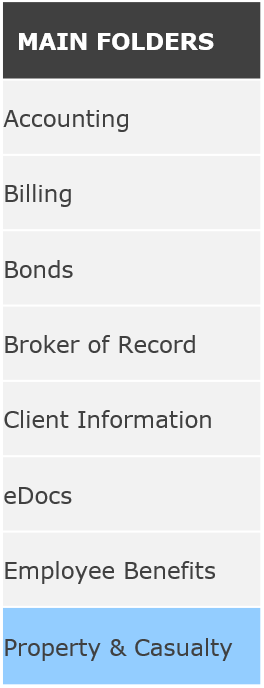 MAIN FOLDERS
Accounting
Billing
Bonds
Broker of Record
Client Information
eDocs
Employee Benefits
Property & Casualty